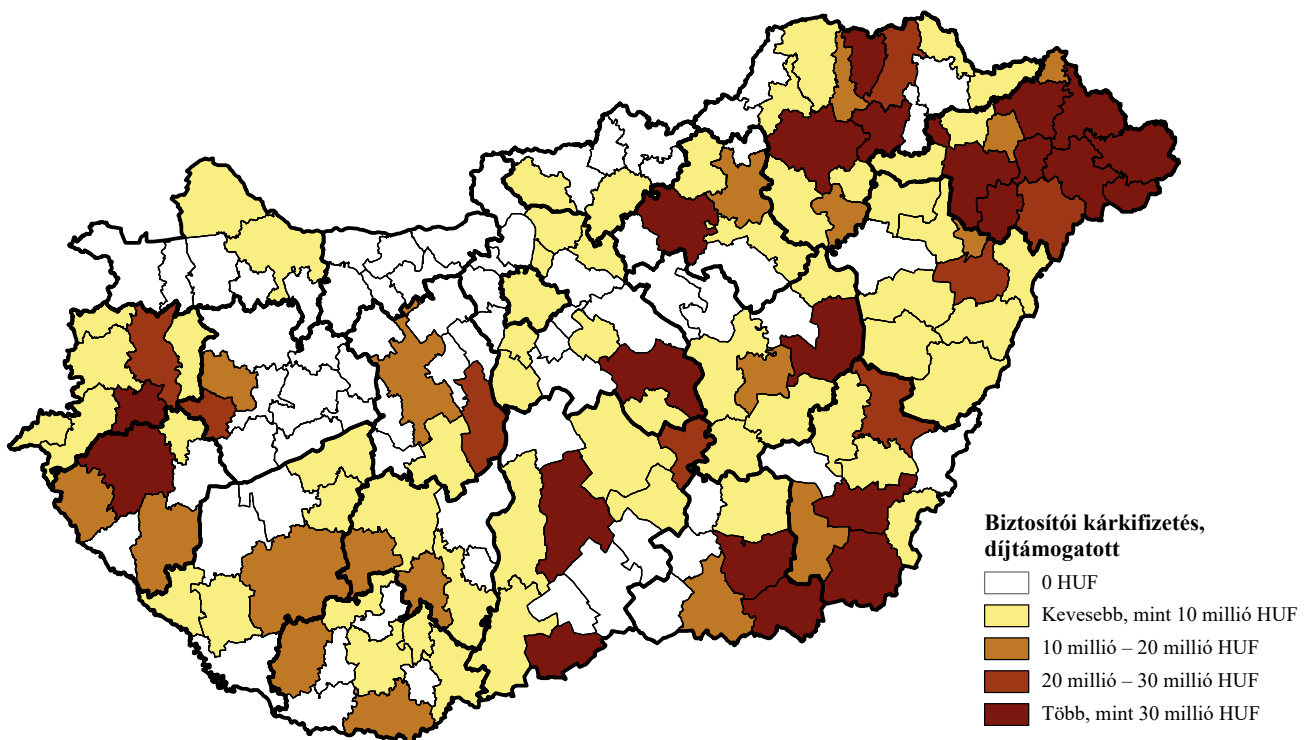 Biztosítói kárkifizetés,
díjtámogatott
0 HUF
Kevesebb, mint 10 millió HUF
10 millió – 20 millió HUF
20 millió – 30 millió HUF
Több, mint 30 millió HUF